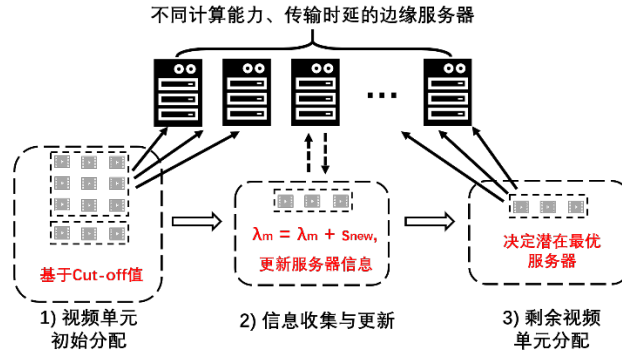 不同计算能力、传输时延的边缘服务器
...
基于Cut-off值
λm = λm + Snew,
更新服务器信息
决定潜在最优
服务器
1) 视频单元
初始分配
2) 信息收集与更新
3) 剩余视频
单元分配